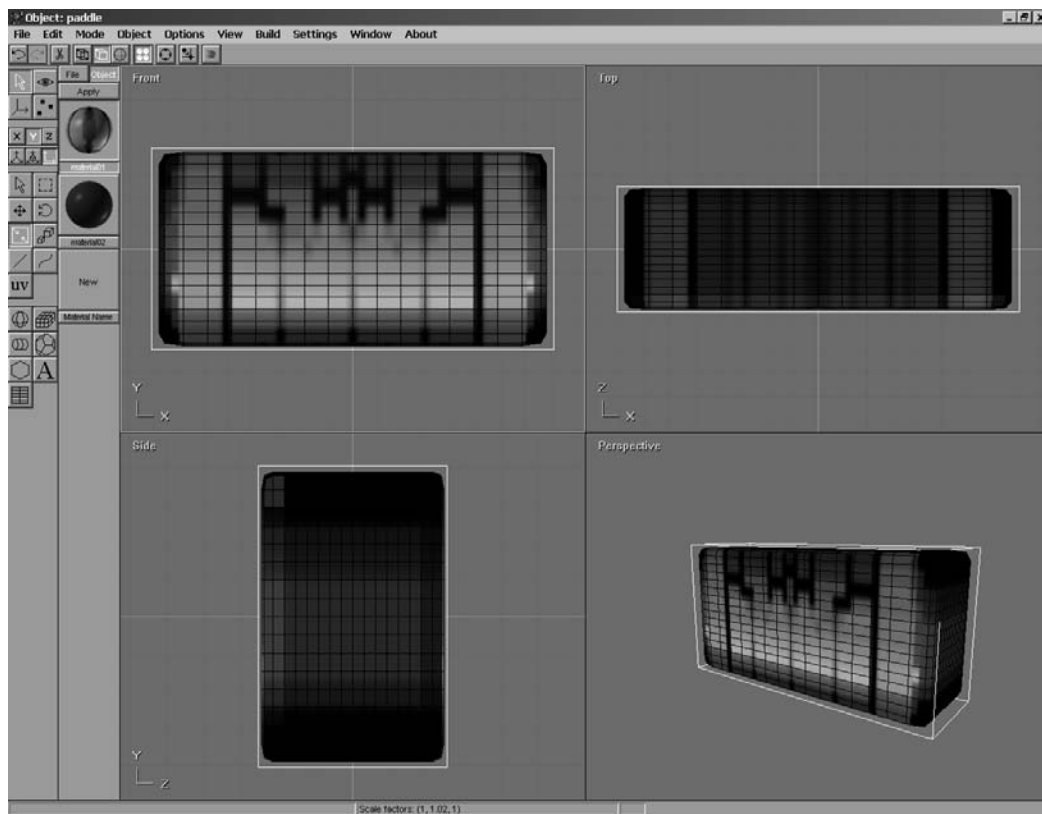 Object: paddle
File Edit Mode Object Options View Build Settings Window About
File Object
Apply
X Y Z
material01
material02
UV
New
Material Name
A
Front
Y
X
Top
Z
X
Side
Y
Z
Perspective
Scale factors: (1, 1.02, 1)